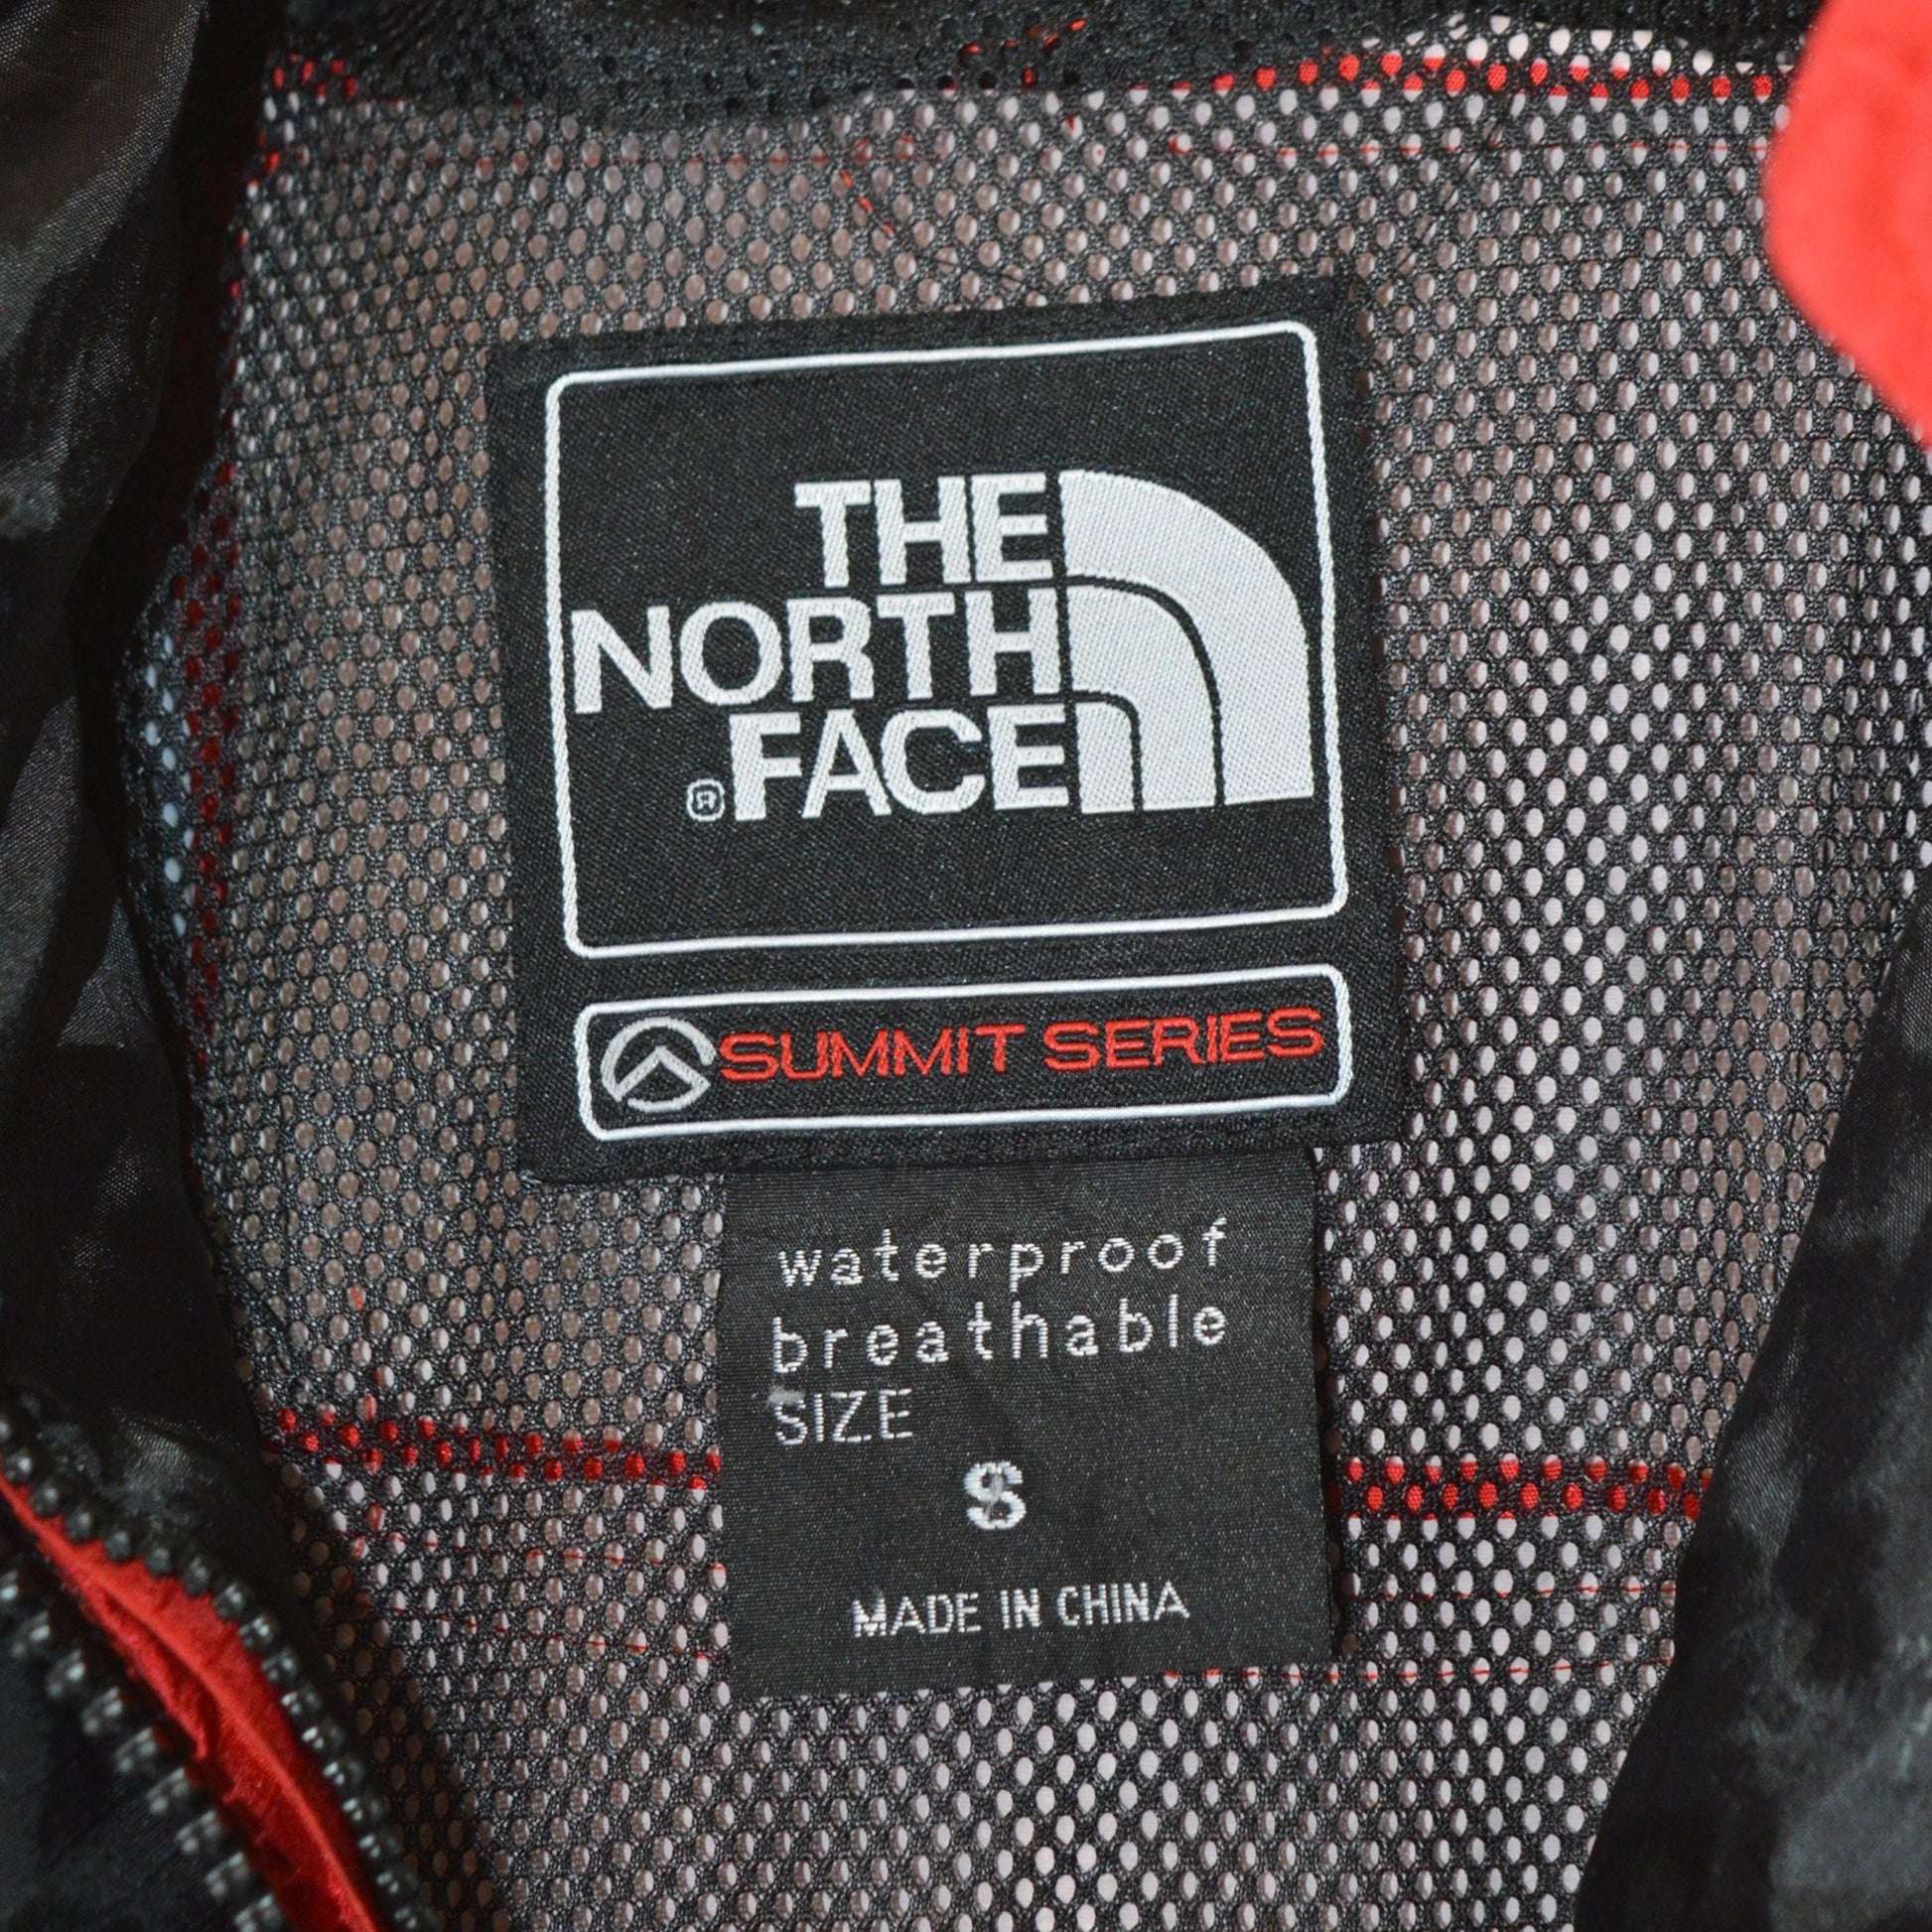 THE
NORTH
®FACE
SUMMIT SERIES
waterproof
breathable
SIZE
S
MADE IN CHINA